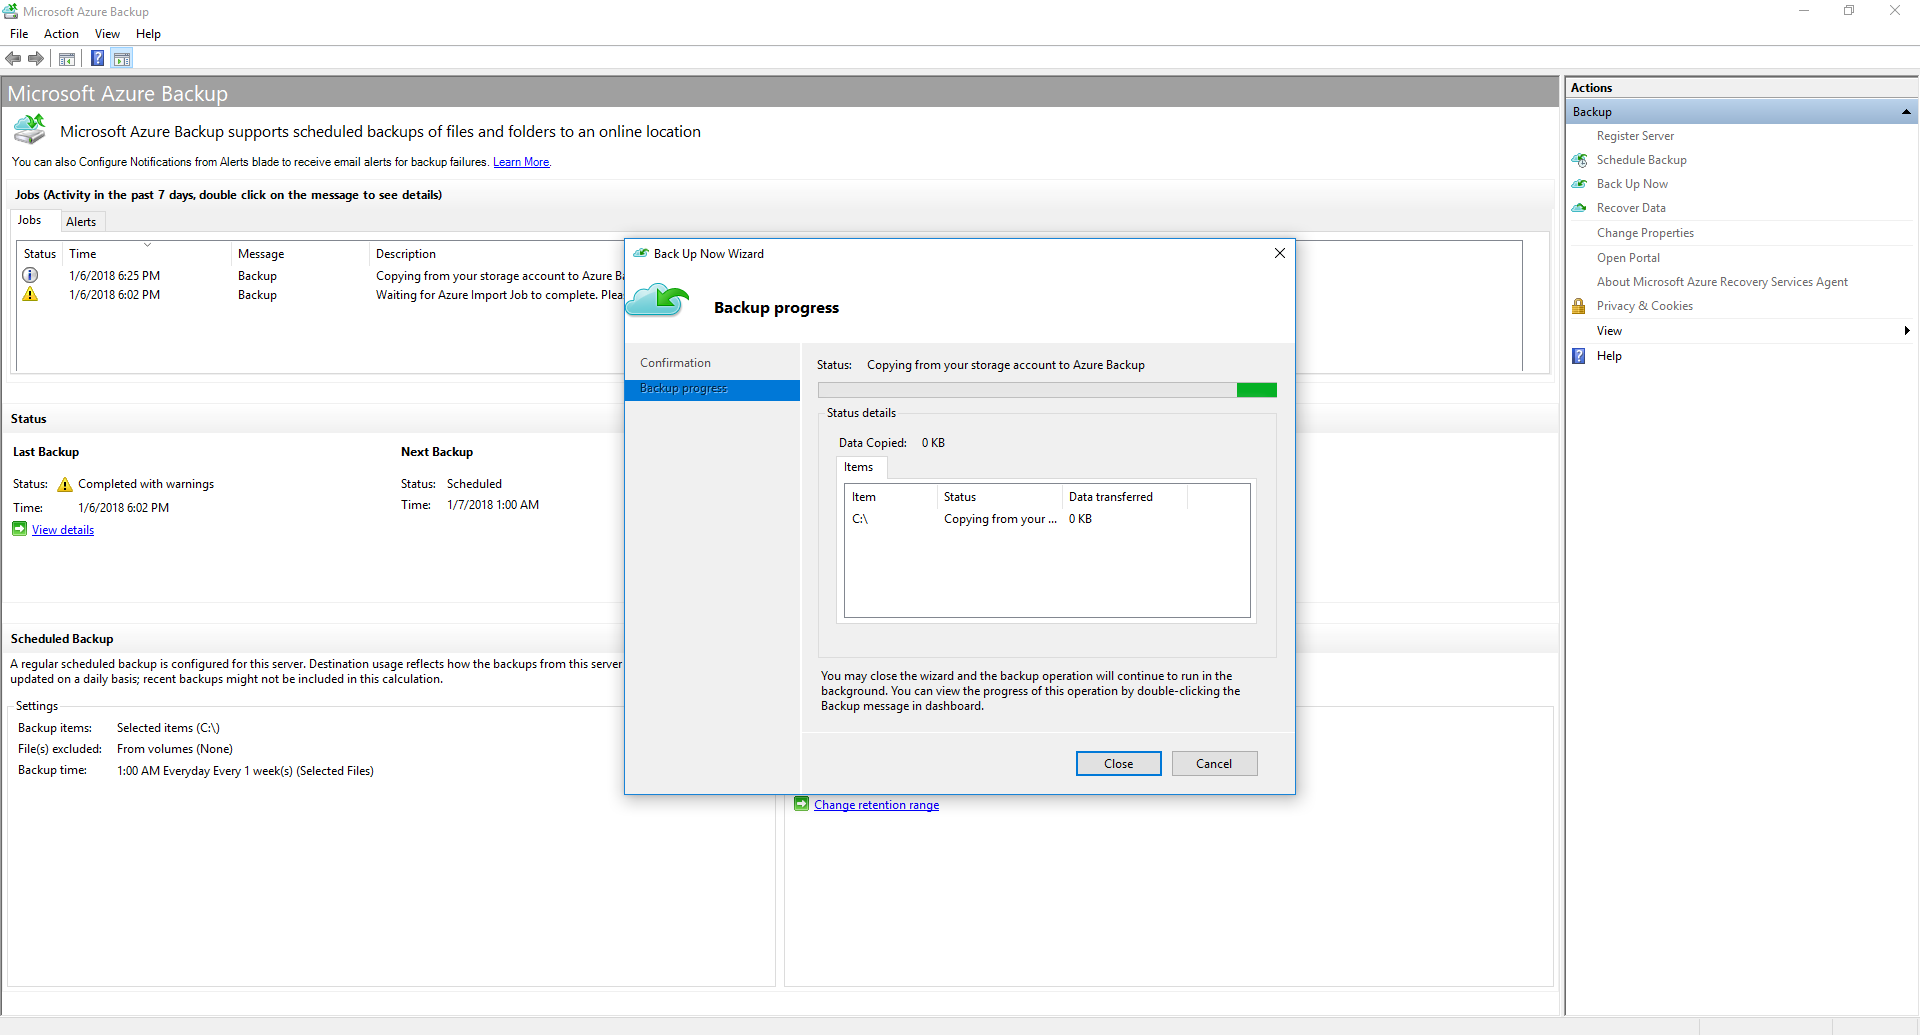 Microsoft Azure Backup
File Action View Help
Microsoft Azure Backup
Microsoft Azure Backup supports scheduled backups of files and folders to an online location
You can also Configure Notifications from Alerts blade to receive email alerts for backup failures. Learn More.
Jobs (Activity in the past 7 days, double click on the message to see details)
Jobs Alerts
Status Time Message Description
1/6/2018 6:25 PM Backup Copying from your storage account to Azure
1/6/2018 6:02 PM Backup Waiting for Azure Import Job to complete.
Status
Last Backup
Status: Completed with warnings
Time: 1/6/2018 6:02 PM
View details
Next Backup
Status: Scheduled
Time: 1/7/2018 1:00 AM
Scheduled Backup
A regular scheduled backup is configured for this server. Destination usage reflects how the backups from this server
updated on a daily basis; recent backups might not be included in this calculation.
Settings
Backup items: Selected items (C:\)
File(s) excluded: From volumes (None)
Backup time: 1:00 AM Everyday Every 1 week(s) (Selected Files)
Change retention range
Back Up Now Wizard
Backup progress
Confirmation
Backup progress
Status: Copying from your storage account to Azure Backup
Status details
Data Copied: 0 KB
Items
Item Status Data transferred
C:\ Copying from your ... 0 KB
You may close the wizard and the backup operation will continue to run in the
background. You can view the progress of this operation by double-clicking the
Backup message in dashboard.
Close Cancel
Actions
Backup
Register Server
Schedule Backup
Back Up Now
Recover Data
Change Properties
Open Portal
About Microsoft Azure Recovery Services Agent
Privacy & Cookies
View
Help